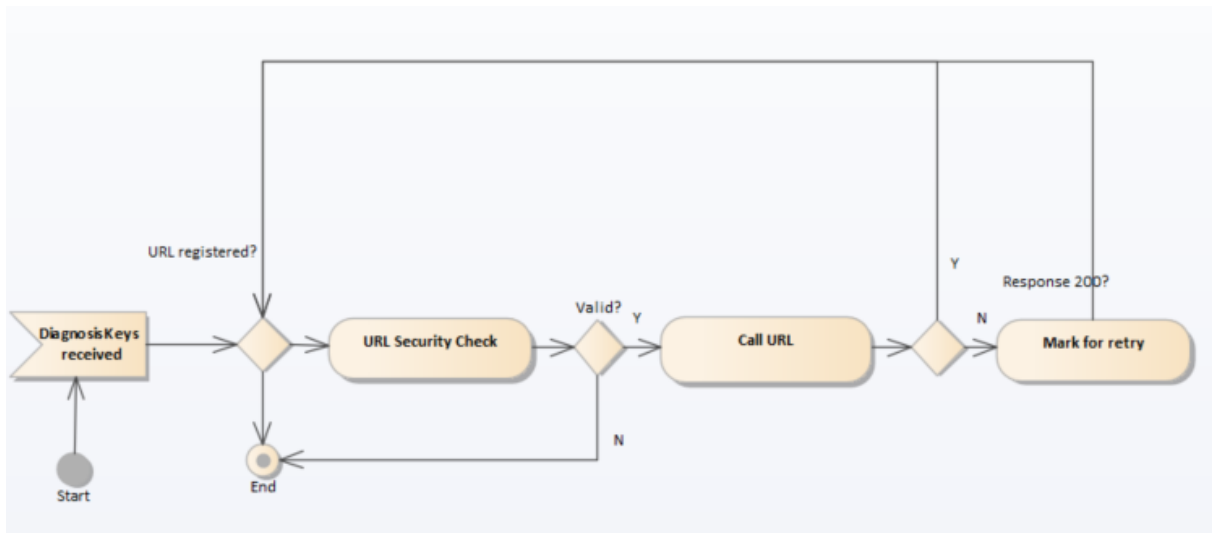 URL registered?
Response 200?
Y
Valid?
Y
N
DiagnosisKeys
received
URL Security Check
Call URL
Mark for retry
N
End
Start